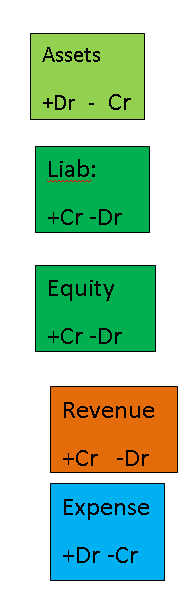 Assets
+Dr - Cr
Liab:
+Cr -Dr
Equity
+Cr -Dr
Revenue
+Cr -Dr
Expense
+Dr -Cr